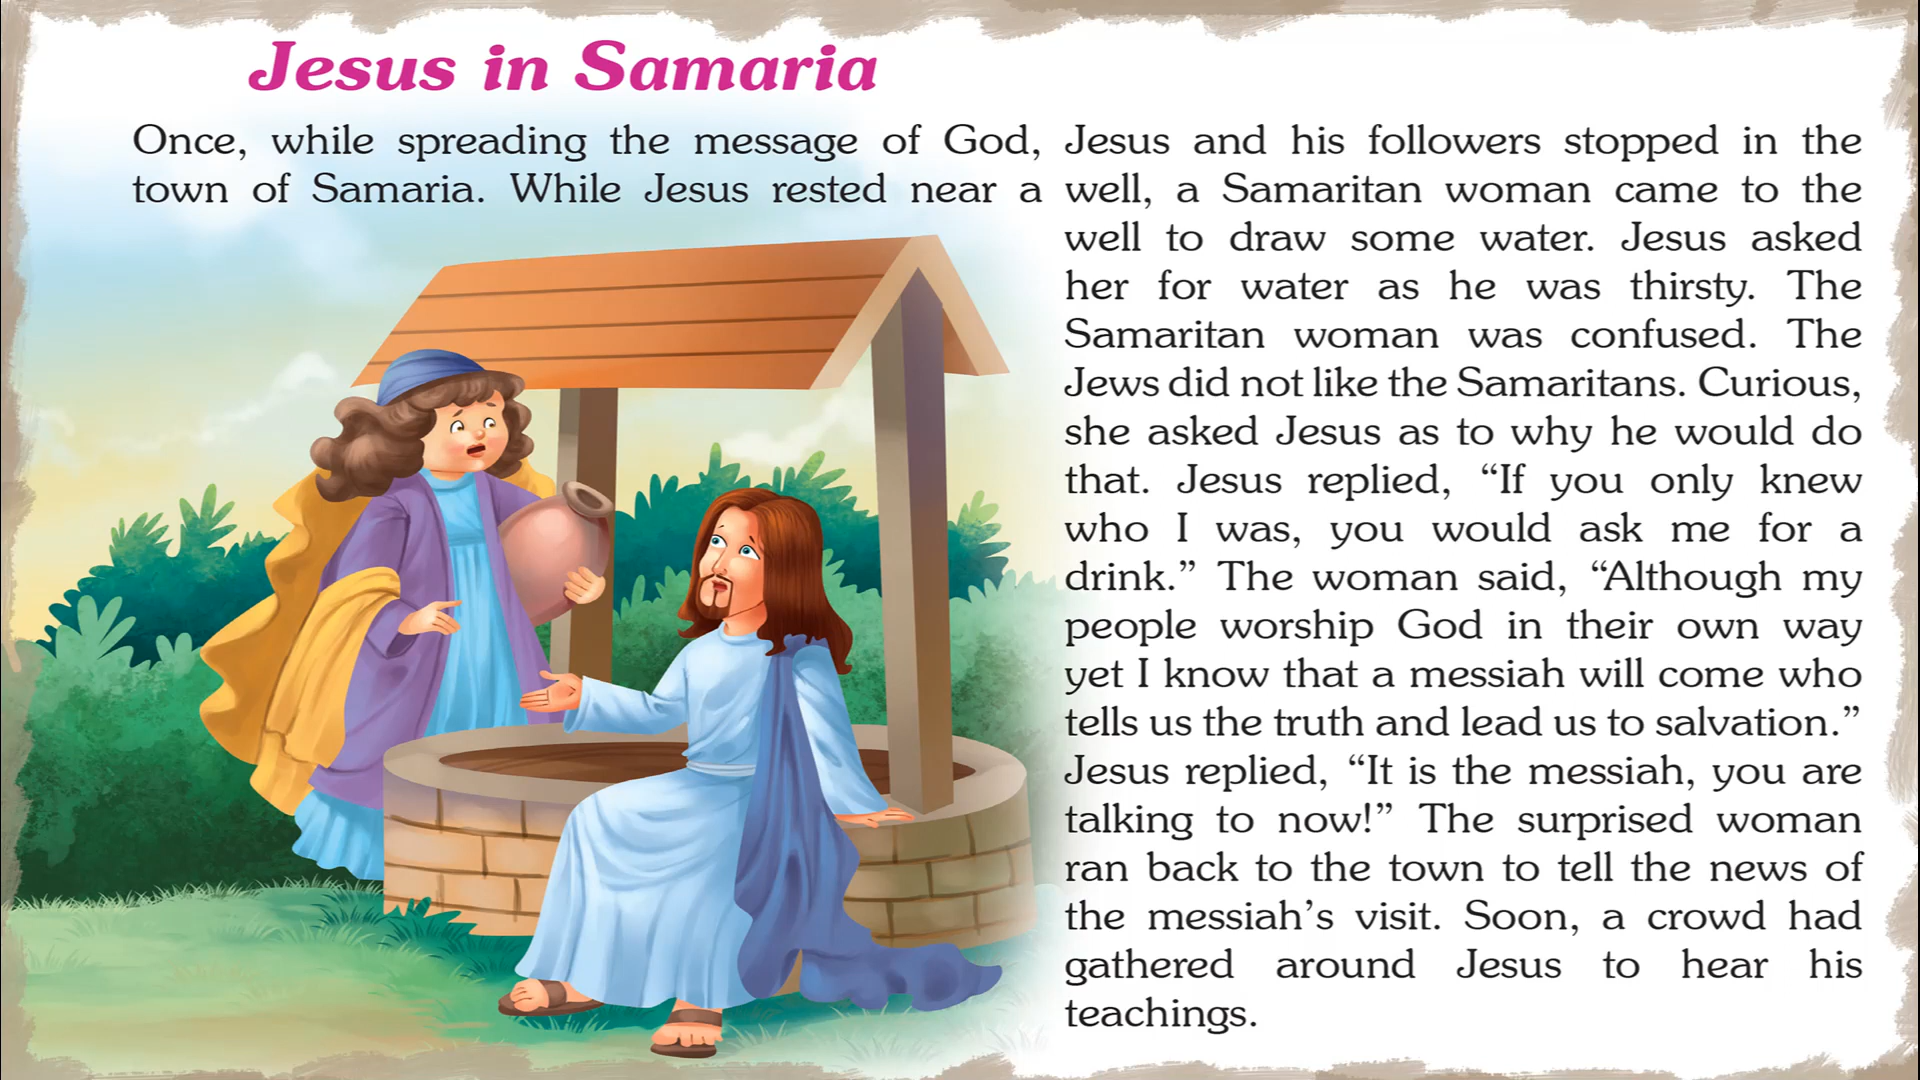 Jesus in Samaria
Once, while spreading the message of God, Jesus and his followers stopped in the
town of Samaria. While Jesus rested near a well, a Samaritan woman came to the
well to draw some water. Jesus asked
her for water as he was thirsty. The
Samaritan woman was confused. The
Jews did not like the Samaritans. Curious,
she asked Jesus as to why he would do
that. Jesus replied, “If you only knew
who I was, you would ask me for a
drink.” The woman said, “Although my
people worship God in their own way
yet I know that a messiah will come who
tells us the truth and lead us to salvation.”
Jesus replied, “It is the messiah, you are
talking to now!” The surprised woman
ran back to the town to tell the news of
the messiah’s visit. Soon, a crowd had
gathered around Jesus to hear his
teachings.